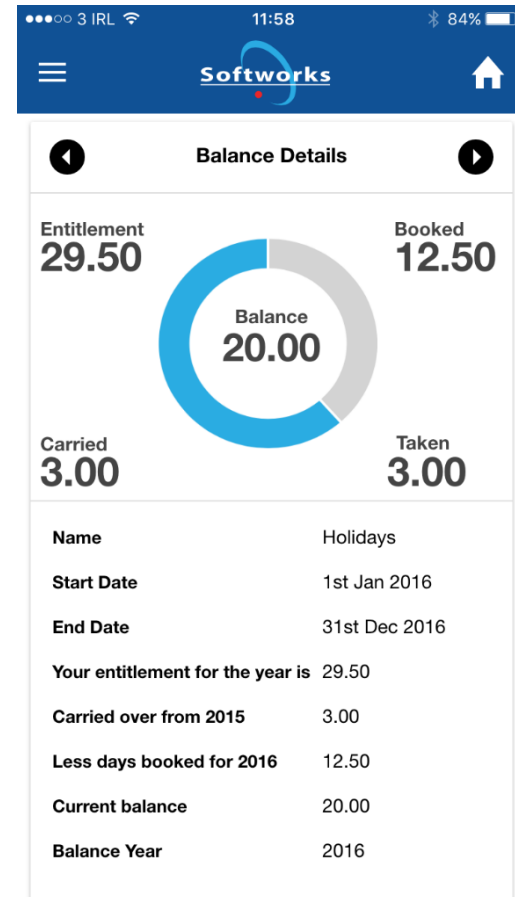 3 IRL 11:58 84%
Softworks
Balance Details
Entitlement Booked
29.50 12.50
Balance
20.00
Carried Taken
3.00 3.00
Name Holidays
Start Date 1st Jan 2016
End Date 31st Dec 2016
Your entitlement for the year is 29.50
Carried over from 2015 3.00
Less days booked for 2016 12.50
Current balance 20.00
Balance Year 2016